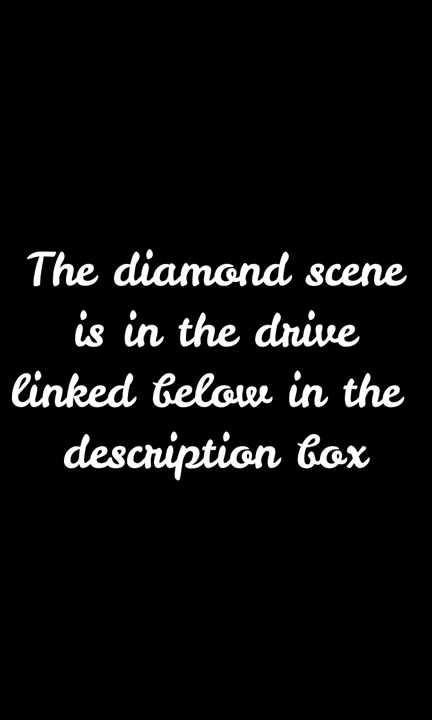 The diamond scene
is in the drive
linked below in the
description box